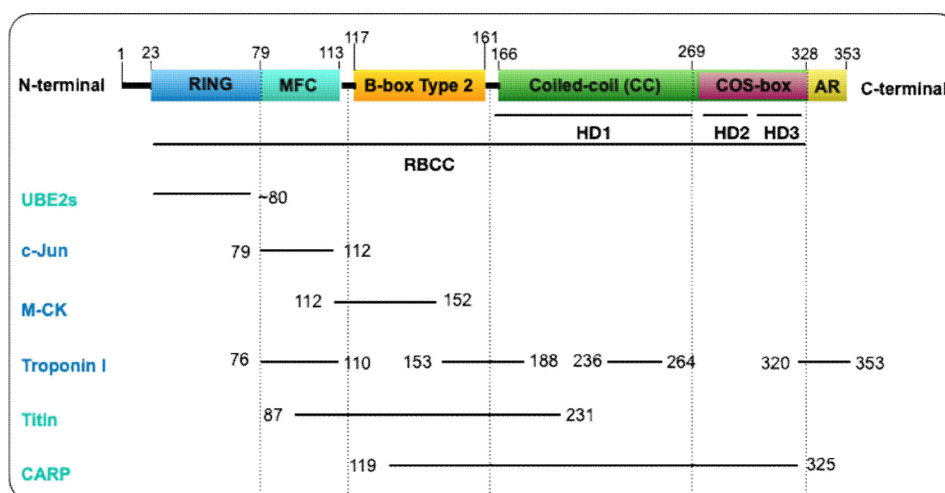 1 23 79 113 117 161 166 269 328 353
N-terminal RING MFC B-box Type 2 Coiled-coil (CC) COS-box AR C-terminal
HD1 HD2 HD3
RBCC
UBE2s ~80
c-Jun 79 112
M-CK 112 152
Troponin I 76 110 153 188 236 264 320 353
Titin 87 231
CARP 119 325